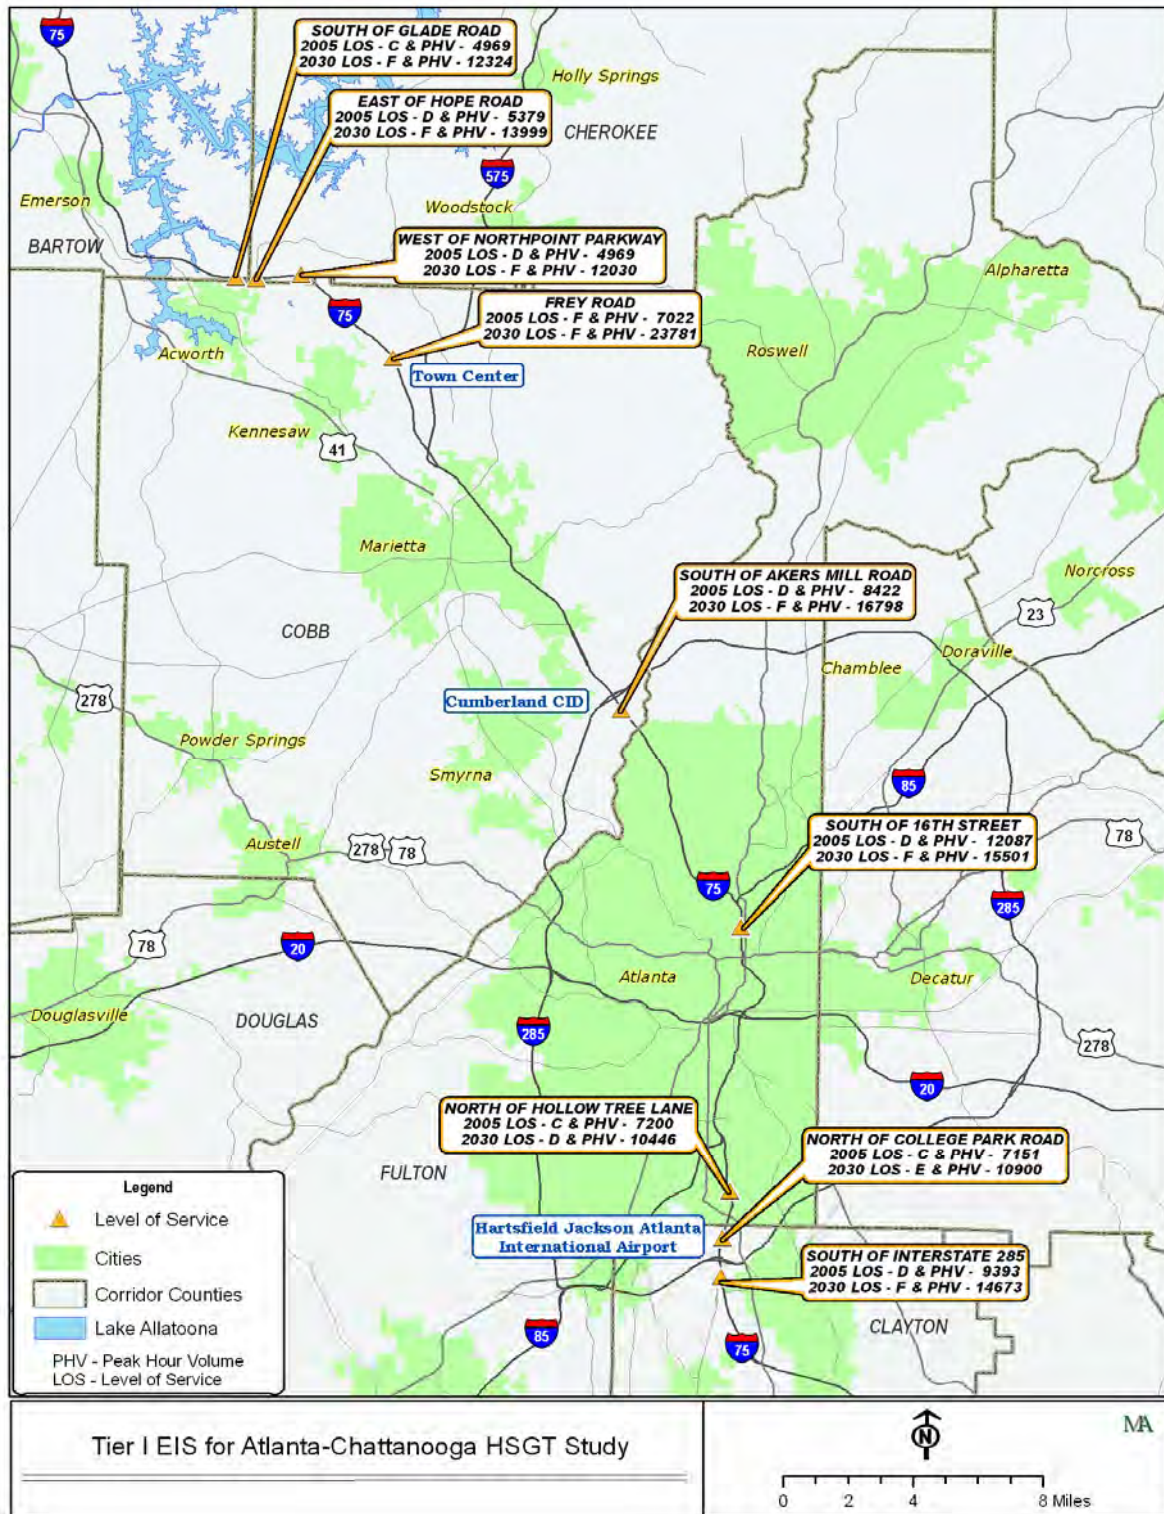 75
SOUTH OF GLADE ROAD
2005 LOS - C & PHV - 4969
2030 LOS - F & PHV - 12324
Holly Springs
EAST OF HOPE ROAD
2005 LOS - D & PHV - 5379
2030 LOS - F & PHV - 13999
CHEROKEE
575
Emerson
Woodstock
BARTOW
WEST OF NORTHPOINT PARKWAY
2005 LOS - D & PHV - 4969
2030 LOS - F & PHV - 12030
Alpharetta
75
FREY ROAD
2005 LOS - F & PHV - 7022
2030 LOS - F & PHV - 23781
Acworth
Roswell
Town Center
Kennesaw
41
Marietta
SOUTH OF AKERS MILL ROAD
2005 LOS - D & PHV - 8422
2030 LOS - F & PHV - 16798
Norcross
23
COBB
Doraville
Chamblee
278
Cumberland CID
Powder Springs
Smyrna
85
SOUTH OF 16TH STREET
2005 LOS - D & PHV - 12087
2030 LOS - F & PHV - 15501
78
Austell
278
78
75
285
78
20
Atlanta
Decatur
Douglasville
DOUGLAS
285
278
20
NORTH OF HOLLOW TREE LANE
2005 LOS - C & PHV - 7200
2030 LOS - D & PHV - 10446
NORTH OF COLLEGE PARK ROAD
2005 LOS - C & PHV - 7151
2030 LOS - E & PHV - 10900
FULTON
Hartsfield Jackson Atlanta
International Airport
SOUTH OF INTERSTATE 285
2005 LOS - D & PHV - 9393
2030 LOS - F & PHV - 14673
CLAYTON
85
75
Legend
Level of Service
Cities
Corridor Counties
Lake Allatoona
PHV - Peak Hour Volume
LOS - Level of Service
Tier I EIS for Atlanta-Chattanooga HSGT Study
N
MA
0 2 4 8 Miles